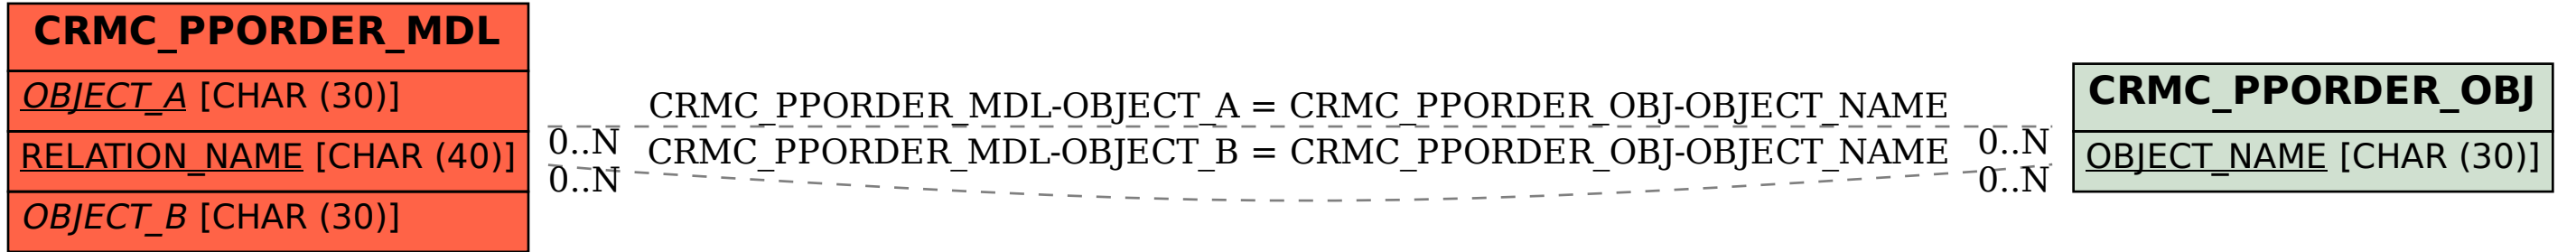 CRMC_PPORDER_MDL
OBJECT_A [CHAR (30)]
RELATION_NAME [CHAR (40)]
OBJECT_B [CHAR (30)]
CRMC_PPORDER_MDL-OBJECT_A = CRMC_PPORDER_OBJ-OBJECT_NAME
0..N
0..N
CRMC_PPORDER_MDL-OBJECT_B = CRMC_PPORDER_OBJ-OBJECT_NAME
0..N
0..N
CRMC_PPORDER_OBJ
OBJECT_NAME [CHAR (30)]